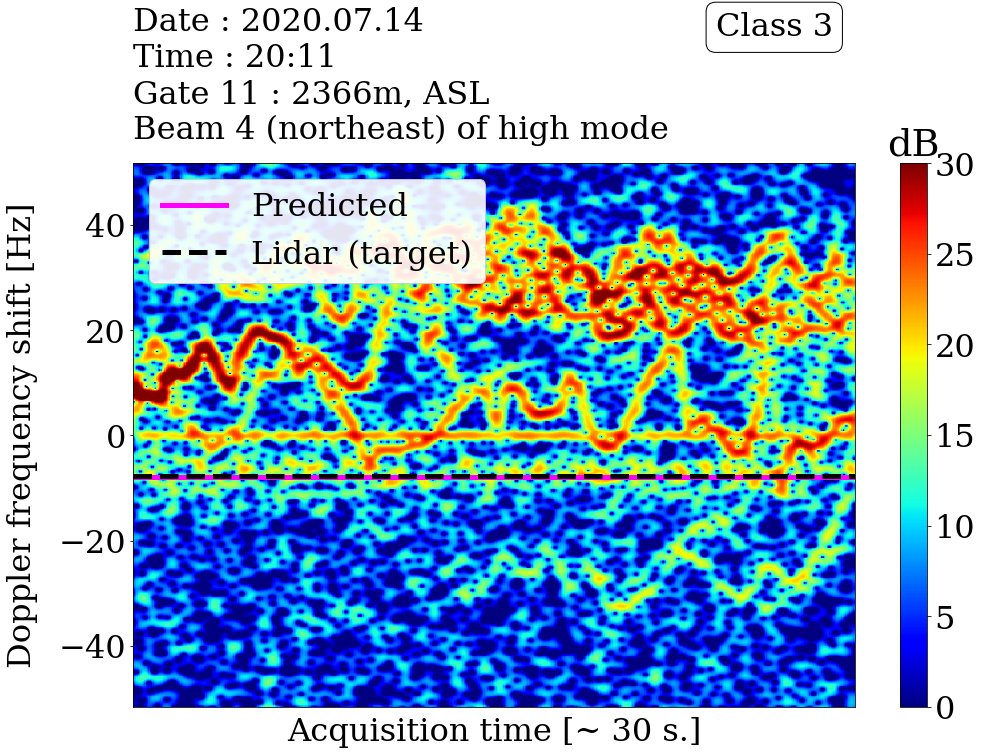 Date : 2020.07.14
Time : 20:11
Gate 11 : 2366m, ASL
Beam 4 (northeast) of high mode
Class 3
dB
Predicted
Lidar (target)
Doppler frequency shift [Hz]
40
20
0
−20
−40
30
25
20
15
10
5
0
Acquisition time [~ 30 s.]